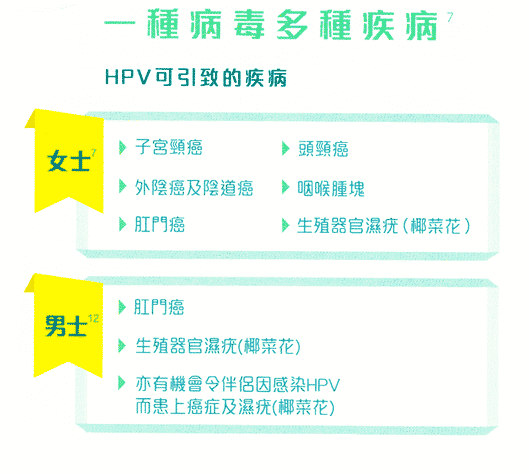 一種病毒多種疾病7
HPV可引致的疾病
女士7
子宮頸癌
頭頸癌
外陰癌及陰道癌
咽喉腫塊
肛門癌
生殖器官濕疣(椰菜花)
男士12
肛門癌
生殖器官濕疣(椰菜花)
亦有機會令伴侶因感染HPV
而患上癌症及濕疣(椰菜花)